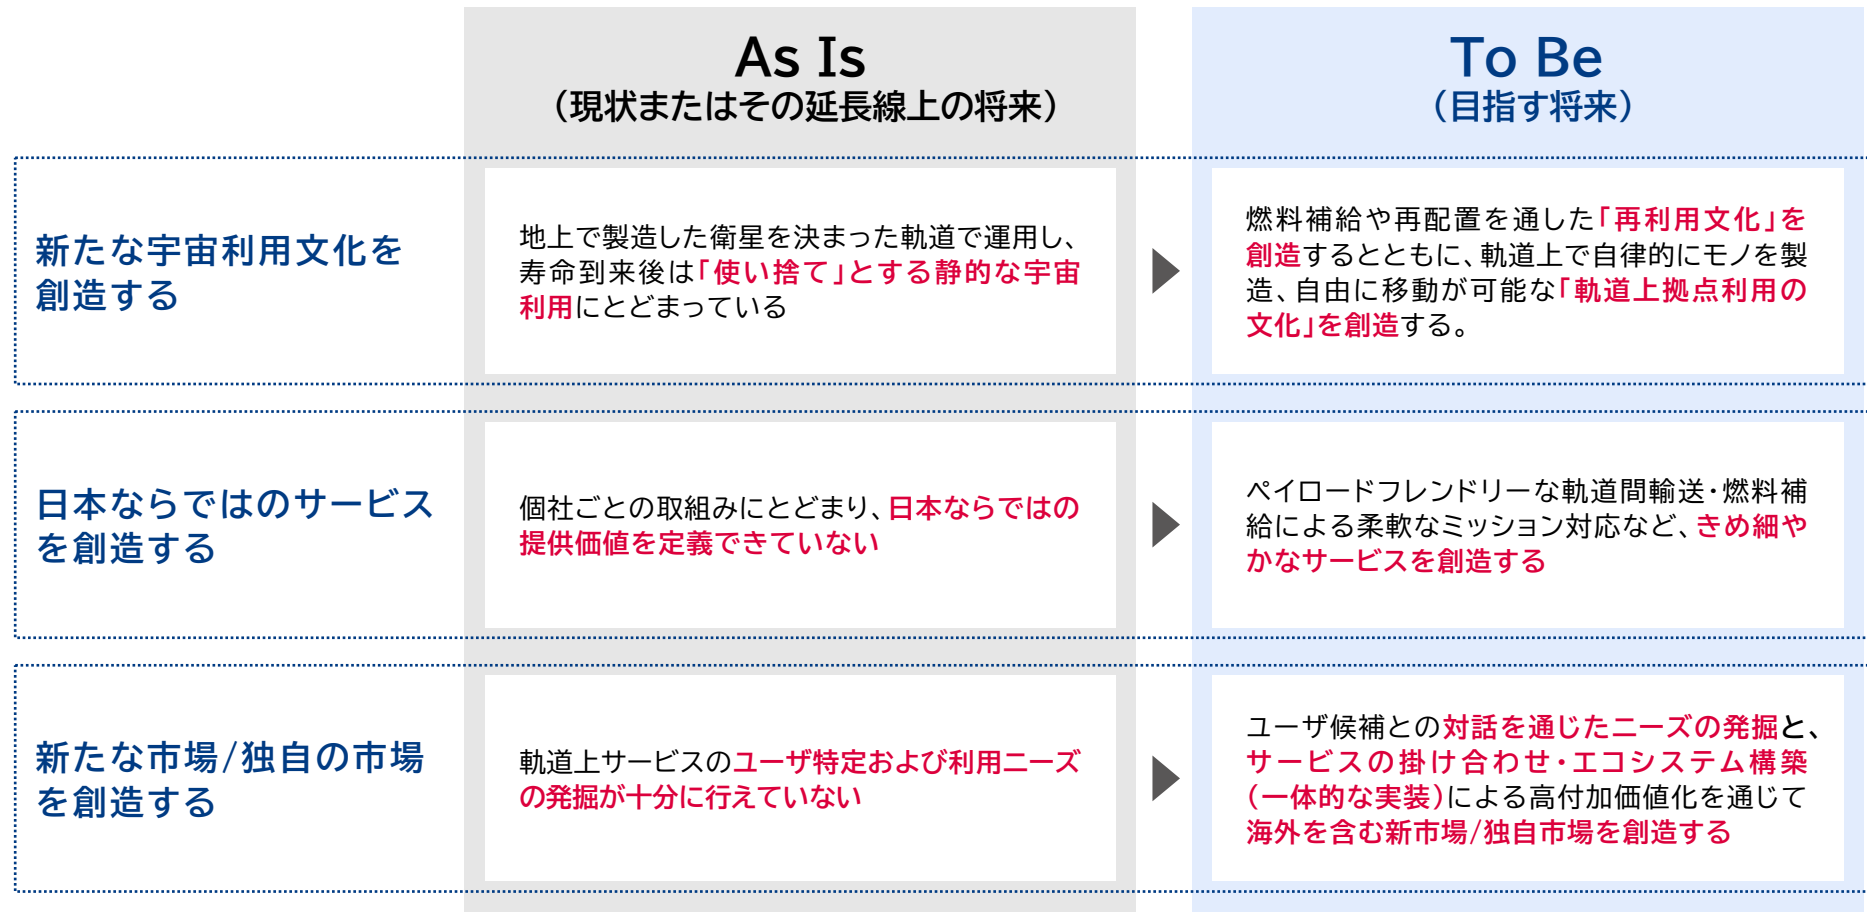 As Is
（現状またはその延長線上の将来）
To Be
（目指す将来）
新たな宇宙利用文化を
創造する
地上で製造した衛星を決まった軌道で運用し、
寿命到来後は「使い捨て」とする静的な宇宙
利用にとどまっている
燃料補給や再配置を通した「再利用文化」を
創造するとともに、軌道上で自律的にモノを製
造、自由に移動が可能な「軌道上拠点利用の
文化」を創造する。
日本ならではのサービス
を創造する
個社ごとの取組みにとどまり、日本ならではの
提供価値を定義できていない
ペイロードフレンドリーな軌道間輸送・燃料補
給による柔軟なミッション対応など、きめ細や
かなサービスを創造する
新たな市場/独自の市場
を創造する
軌道上サービスのユーザ特定および利用ニーズ
の発掘が十分に行えていない
ユーザ候補との対話を通じたニーズの発掘と、
サービスの掛け合わせ・エコシステム構築
（一体的な実装）による高付加価値化を通じて
海外を含む新市場/独自市場を創造する